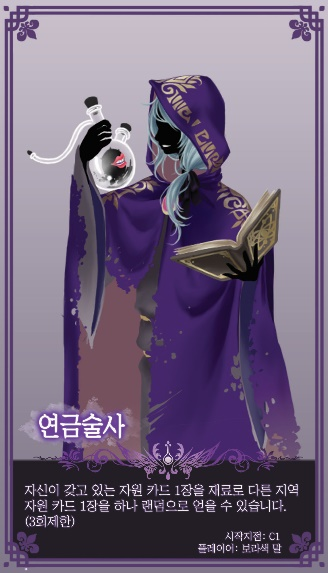 연금술사
자신이 갖고 있는 자원 카드 1장을 재료로 다른 지역
자원 카드 1장을 하나 랜덤으로 얻을 수 있습니다.
(3회제한)
시작지점: C1
플레이어: 보라색 말